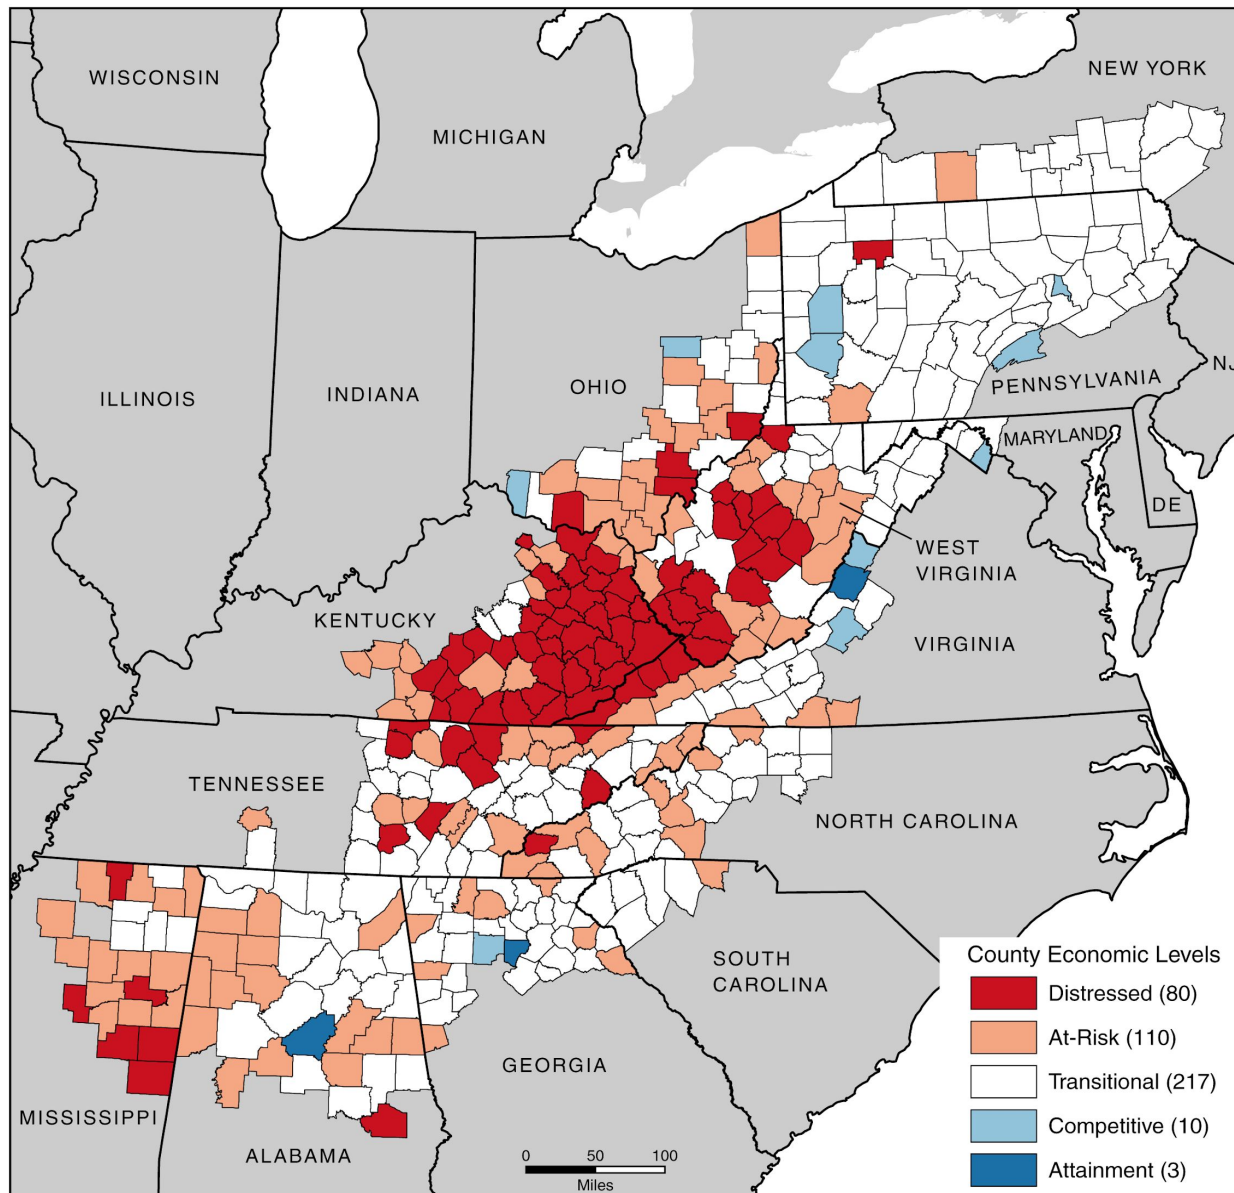 WISCONSIN
NEW YORK
MICHIGAN
ILLINOIS
INDIANA
OHIO
PENNSYLVANIA
NJ
MARYLAND
DE
WEST
VIRGINIA
KENTUCKY
VIRGINIA
TENNESSEE
NORTH CAROLINA
SOUTH
CAROLINA
GEORGIA
MISSISSIPPI
ALABAMA
0 50 100
Miles
County Economic Levels
Distressed (80)
At-Risk (110)
Transitional (217)
Competitive (10)
Attainment (3)